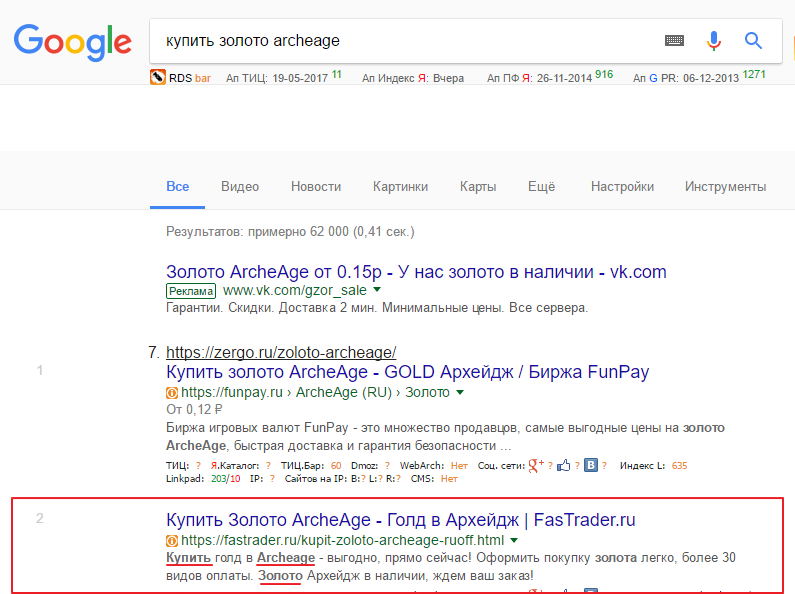 Google
купить золото archeage
RDS bar Ап ТИЦ: 19-05-2017 11 Ап Индекс Я: Вчера Ап ПФ Я: 26-11-2014 916 Ап G PR: 06-12-2013 1271
Все Видео Новости Картинки Карты Ещё Настройки Инструменты
Результатов: примерно 62 000 (0,41 сек.)
Золото ArcheAge от 0.15р - У нас золото в наличии - vk.com
Реклама www.vk.com/gzor_sale
Гарантии. Скидки. Доставка 2 мин. Минимальные цены. Все сервера.
7. https://zergo.ru/zoloto-archeage/
1 Купить золото ArcheAge - GOLD Архейдж / Биржа FunPay
https://funpay.ru › ArcheAge (RU) › Золото
От 0,12 ₽
Биржа игровых валют FunPay - это множество продавцов, самые выгодные цены на золото
ArcheAge, быстрая доставка и гарантия безопасности ...
ТИЦ: ? Я.Каталог: ? ТИЦ.Бар: 60 Dmoz: ? WebArch: Нет Соц. сети: g+ ? ? B ? Индекс L: 635
Linkpad: 203/10 IP: ? Сайтов на IP: B:? L:? R:? CMS: Нет
2 Купить Золото ArcheAge - Голд в Архейдж | FasTrader.ru
https://fastrader.ru/kupit-zoloto-archeage-ruoff.html
Купить голд в Archeage - выгодно, прямо сейчас! Оформить покупку золота легко, более 30
видов оплаты. Золото Архейдж в наличии, ждем ваш заказ!